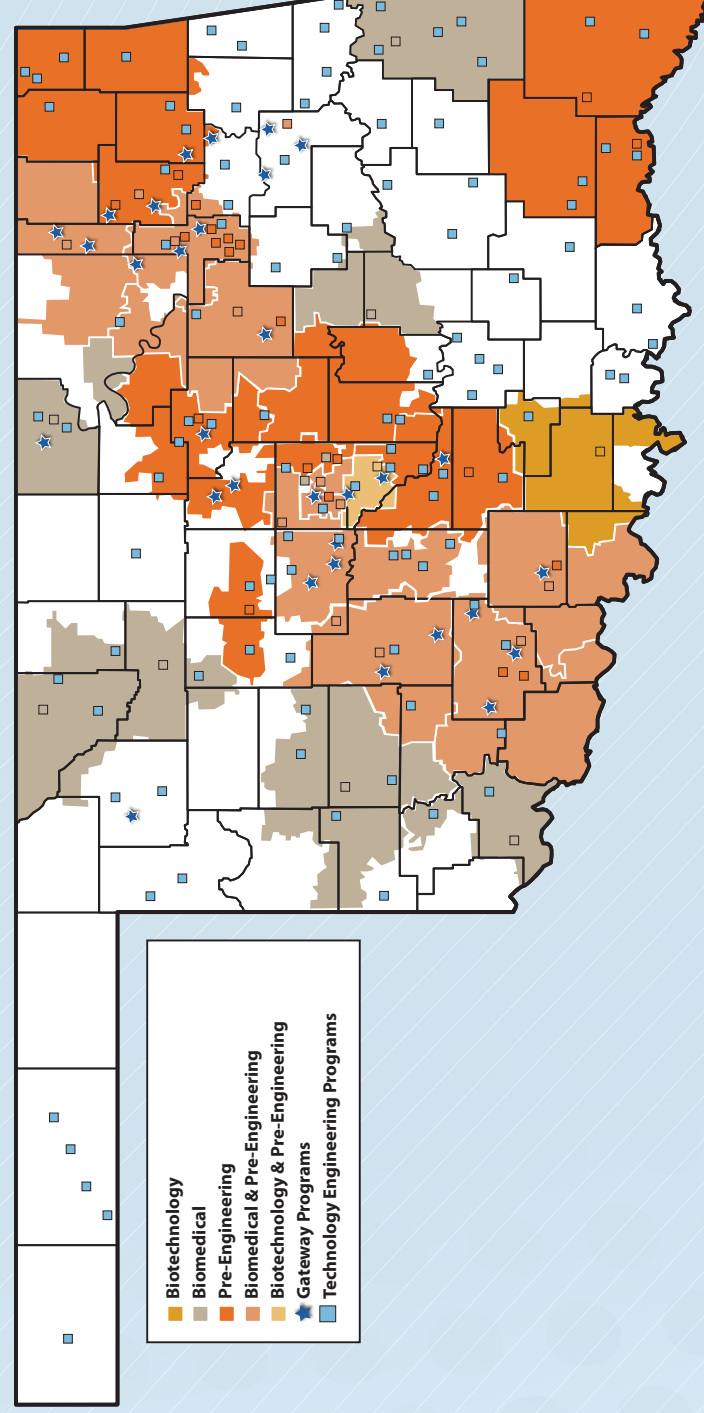 Biotechnology
Biomedical
Pre-Engineering
Biomedical & Pre-Engineering
Biotechnology & Pre-Engineering
Gateway Programs
Technology Engineering Programs